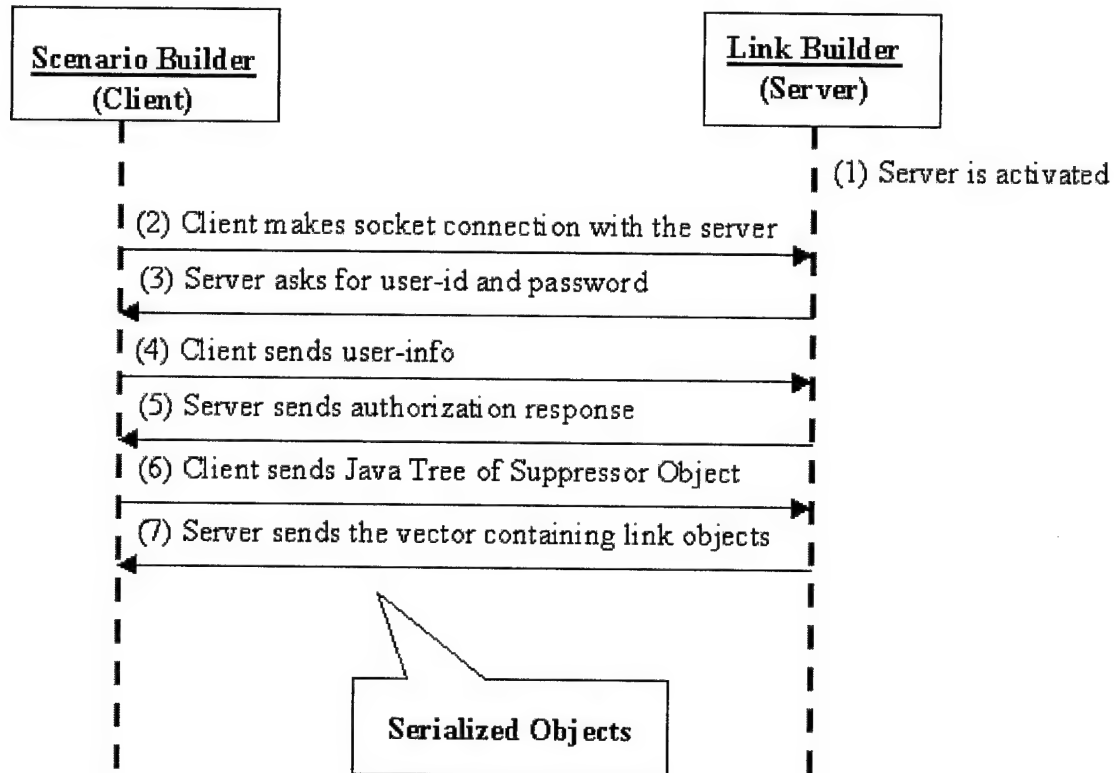 Scenario Builder
(Client)
Link Builder
(Server)
(1) Server is activated
(2) Client makes socket connection with the server
(3) Server asks for user-id and password
(4) Client sends user-info
(5) Server sends authorization response
(6) Client sends Java Tree of Suppressor Object
(7) Server sends the vector containing link objects
Serialized Objects